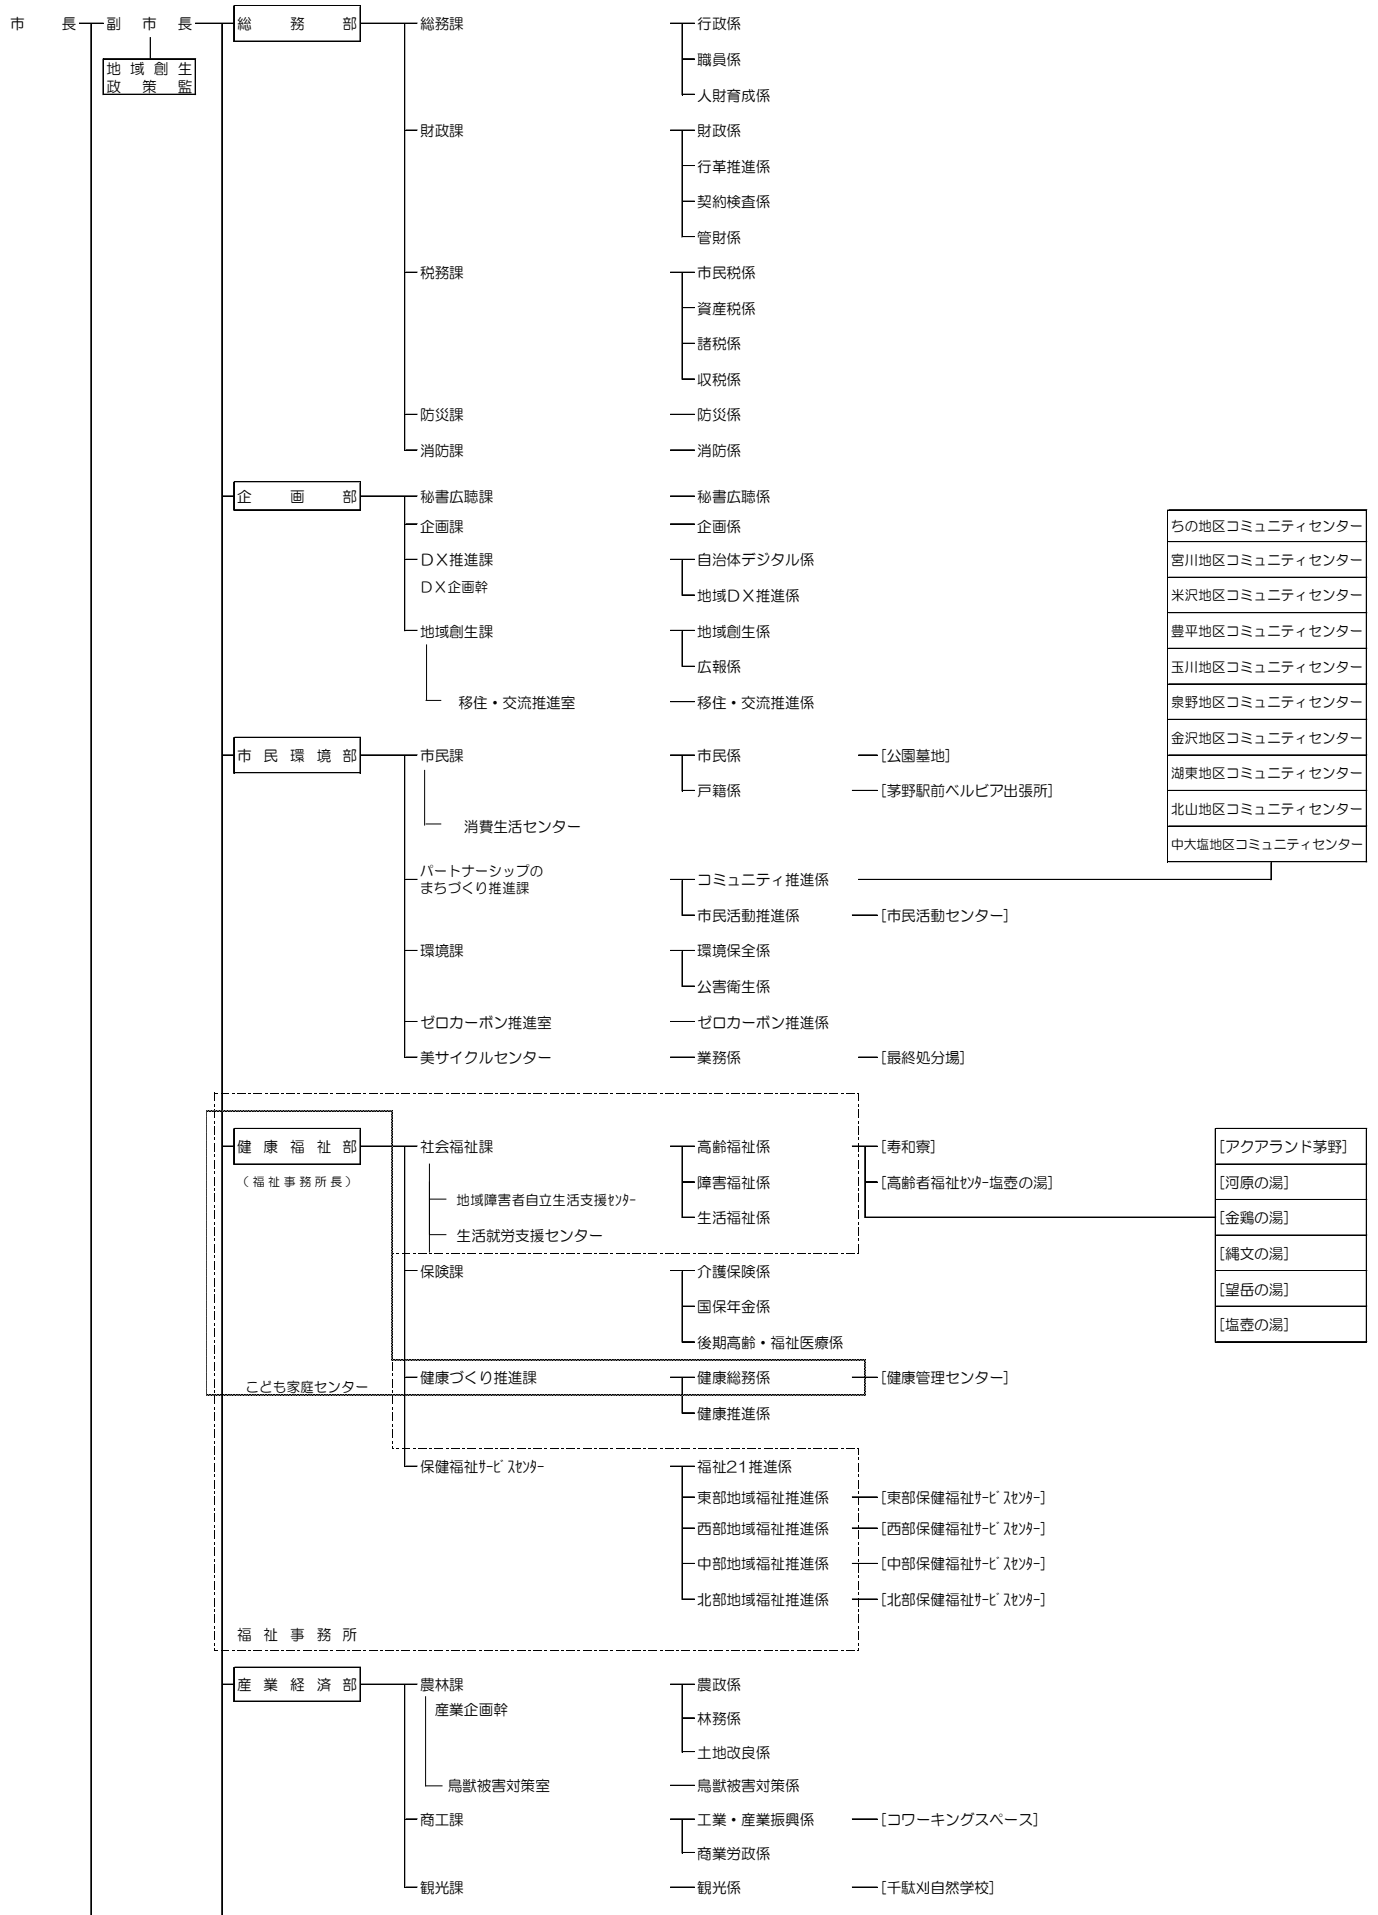 市長 副市長 総務部 総務課 行政係
地域創生
政策監
職員係
人財育成係
財政課 財政係
行革推進係
契約検査係
管財係
税務課 市民税係
資産税係
諸税係
収税係
防災課 防災係
消防課 消防係
企画部 秘書広聴課 秘書広聴係
企画課 企画係
DX推進課 自治体デジタル係
DX企画幹
地域DX推進係
地域創生課 地域創生係
広報係
移住・交流推進室 移住・交流推進係
ちの地区コミュニティセンター
宮川地区コミュニティセンター
米沢地区コミュニティセンター
豊平地区コミュニティセンター
玉川地区コミュニティセンター
泉野地区コミュニティセンター
金沢地区コミュニティセンター
湖東地区コミュニティセンター
北山地区コミュニティセンター
中大塩地区コミュニティセンター
市民環境部 市民課 市民係 [公園墓地]
戸籍係 [茅野駅前ベルビア出張所]
消費生活センター
パートナーシップの
まちづくり推進課
コミュニティ推進係
市民活動推進係 [市民活動センター]
環境課 環境保全係
公害衛生係
ゼロカーボン推進室 ゼロカーボン推進係
美サイクルセンター 業務係 [最終処分場]
健康福祉部 社会福祉課 高齢福祉係 [寿和寮]
(福祉事務所長)
障害福祉係 [高齢者福祉ｾﾝﾀｰ塩壺の湯]
地域障害者自立生活支援ｾﾝﾀｰ
生活福祉係
生活就労支援センター
[アクアランド茅野]
[河原の湯]
[金鶏の湯]
[縄文の湯]
[望岳の湯]
[塩壺の湯]
保険課 介護保険係
国保年金係
後期高齢・福祉医療係
健康づくり推進課 健康総務係 [健康管理センター]
こども家庭センター
健康推進係
保健福祉ｻｰﾋﾞｽｾﾝﾀｰ 福祉21推進係
東部地域福祉推進係 [東部保健福祉ｻｰﾋﾞｽｾﾝﾀｰ]
西部地域福祉推進係 [西部保健福祉ｻｰﾋﾞｽｾﾝﾀｰ]
中部地域福祉推進係 [中部保健福祉ｻｰﾋﾞｽｾﾝﾀｰ]
北部地域福祉推進係 [北部保健福祉ｻｰﾋﾞｽｾﾝﾀｰ]
福祉事務所
産業経済部 農林課 農政係
産業企画幹
林務係
土地改良係
鳥獣被害対策室 鳥獣被害対策係
商工課 工業・産業振興係 [コワーキングスペース]
商業労政係
観光課 観光係 [千駄刈自然学校]